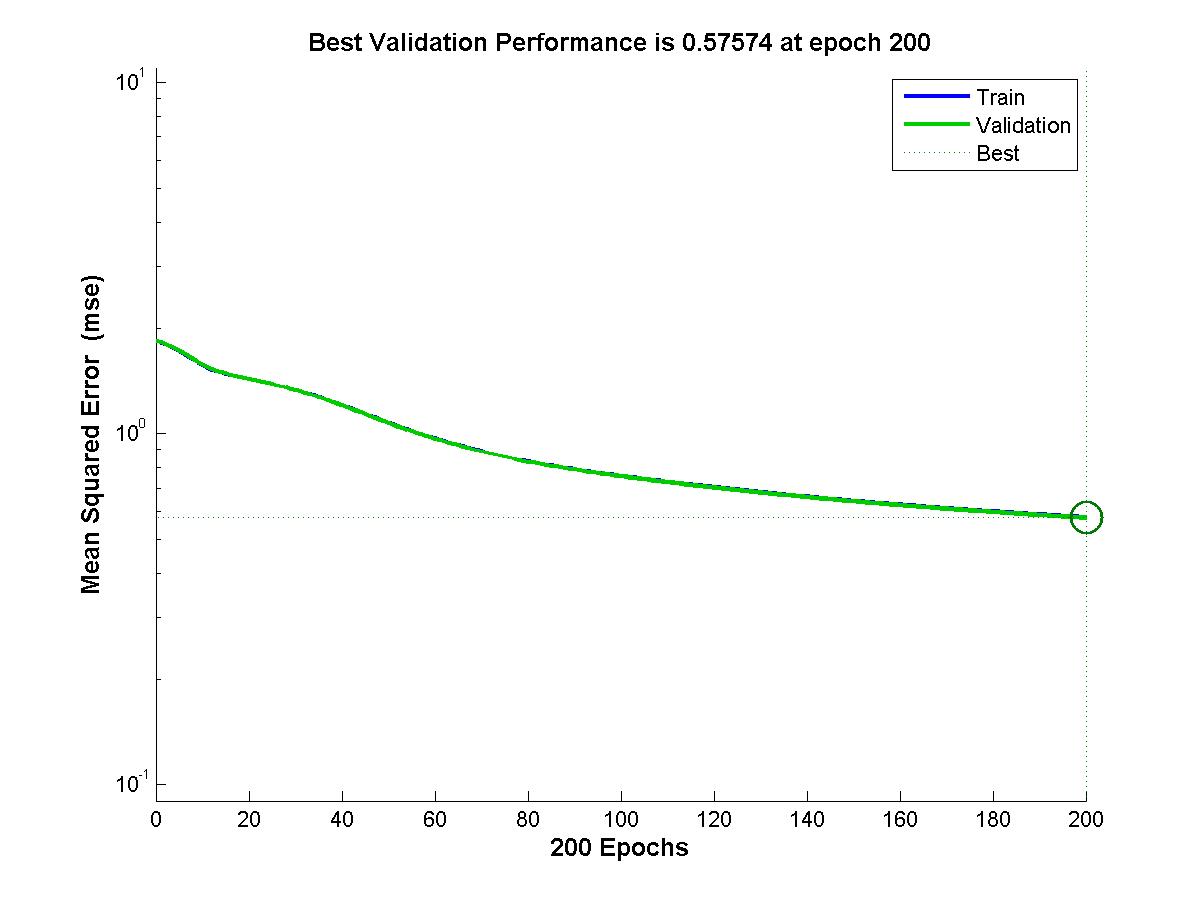 Best Validation Performance is 0.57574 at epoch 200
10^1
Train
Validation
Best
Mean Squared Error (mse)
10^0
10^-1
0 20 40 60 80 100 120 140 160 180 200
200 Epochs